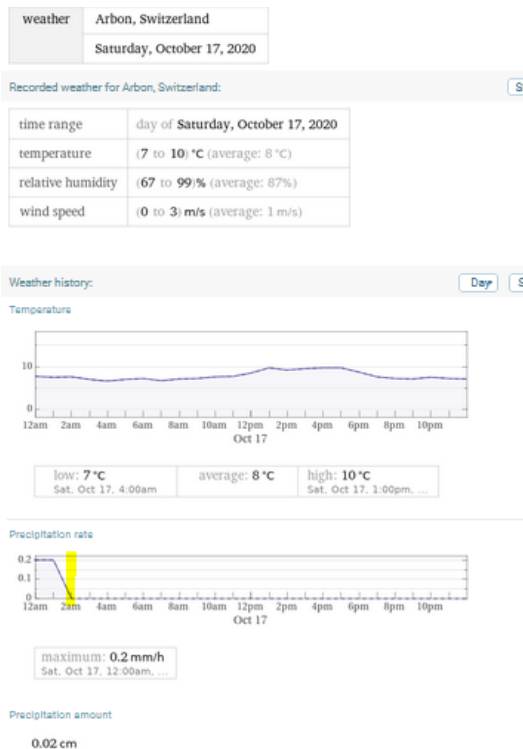 weather Arbon, Switzerland
Saturday, October 17, 2020
Recorded weather for Arbon, Switzerland:
time range day of Saturday, October 17, 2020
temperature (7 to 10) °C (average: 8 °C)
relative humidity (67 to 99)% (average: 87%)
wind speed (0 to 3) m/s (average: 1 m/s)
Weather history: Day
Temperature
10
0
12am 2am 4am 6am 8am 10am 12pm 2pm 4pm 6pm 8pm 10pm
Oct 17
low: 7 °C average: 8 °C high: 10 °C
Sat, Oct 17, 4:00am Sat, Oct 17, 1:00pm, ...
Precipitation rate
0.2
0.1
0
12am 2am 4am 6am 8am 10am 12pm 2pm 4pm 6pm 8pm 10pm
Oct 17
maximum: 0.2 mm/h
Sat, Oct 17, 12:00am, ...
Precipitation amount
0.02 cm